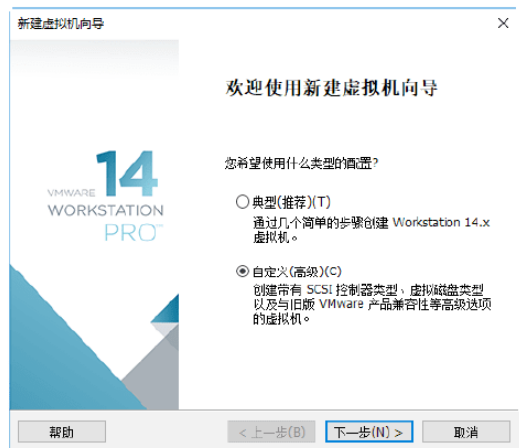 新建虚拟机向导
欢迎使用新建虚拟机向导
14
VMWARE
WORKSTATION
PRO™
您希望使用什么类型的配置?
典型(推荐)(T)
通过几个简单的步骤创建 Workstation 14.x
虚拟机。
自定义(高级)(C)
创建带有 SCSI 控制器类型、虚拟磁盘类型
以及与旧版 VMware 产品兼容性等高级选项
的虚拟机。
帮助
< 上一步(B)
下一步(N) >
取消